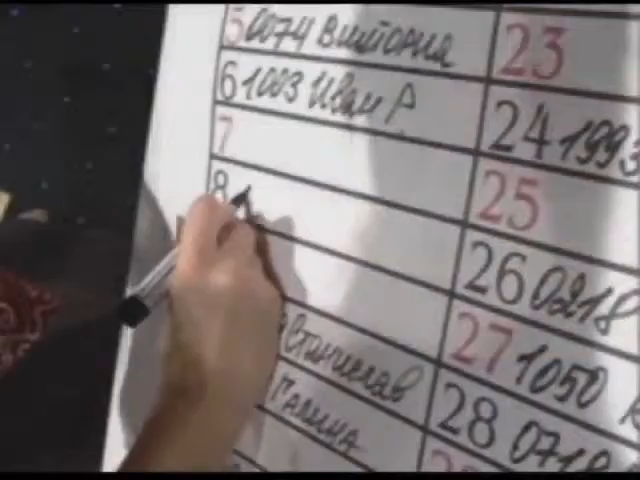 5 0074 Виктория
6 1003 Иван Р
7
8
Станислав
Галина
23
24 1993
25
26 0218
27 1050
28 0718